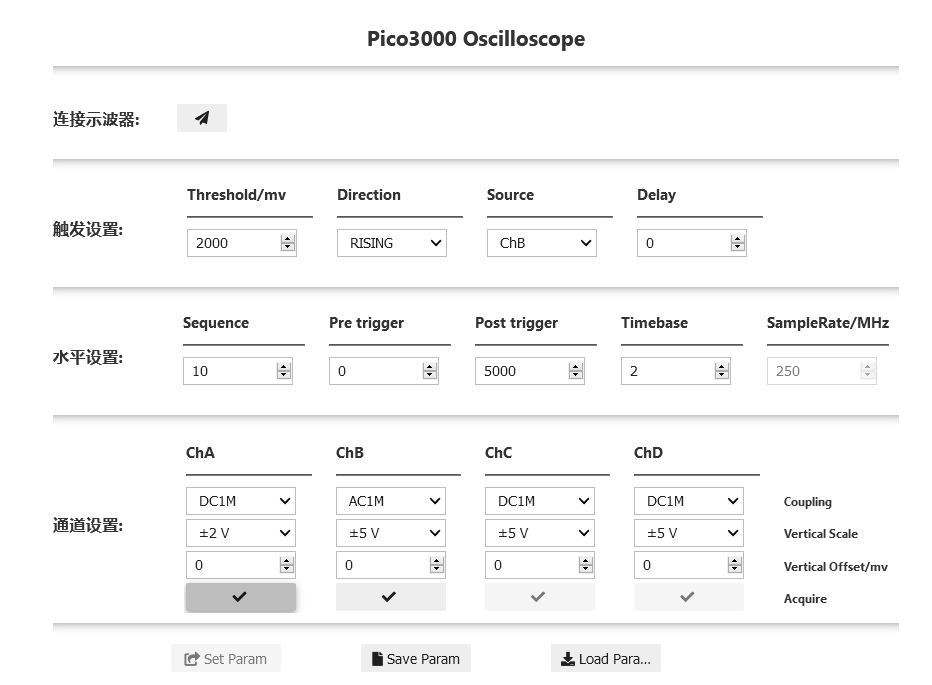 Pico3000 Oscilloscope
连接示波器:
Threshold/mv Direction Source Delay
触发设置:
2000 RISING ChB 0
Sequence Pre trigger Post trigger Timebase SampleRate/MHz
水平设置:
10 0 5000 2 250
ChA ChB ChC ChD
DC1M AC1M DC1M DC1M Coupling
通道设置:
±2 V ±5 V ±5 V ±5 V Vertical Scale
0 0 0 0 Vertical Offset/mv
Acquire
Set Param Save Param Load Para...